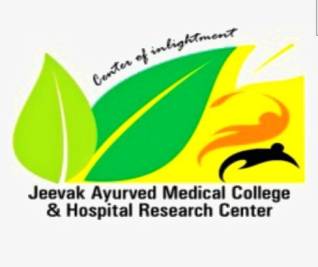 Center of inlightment
Jeevak Ayurved Medical College
& Hospital Research Center